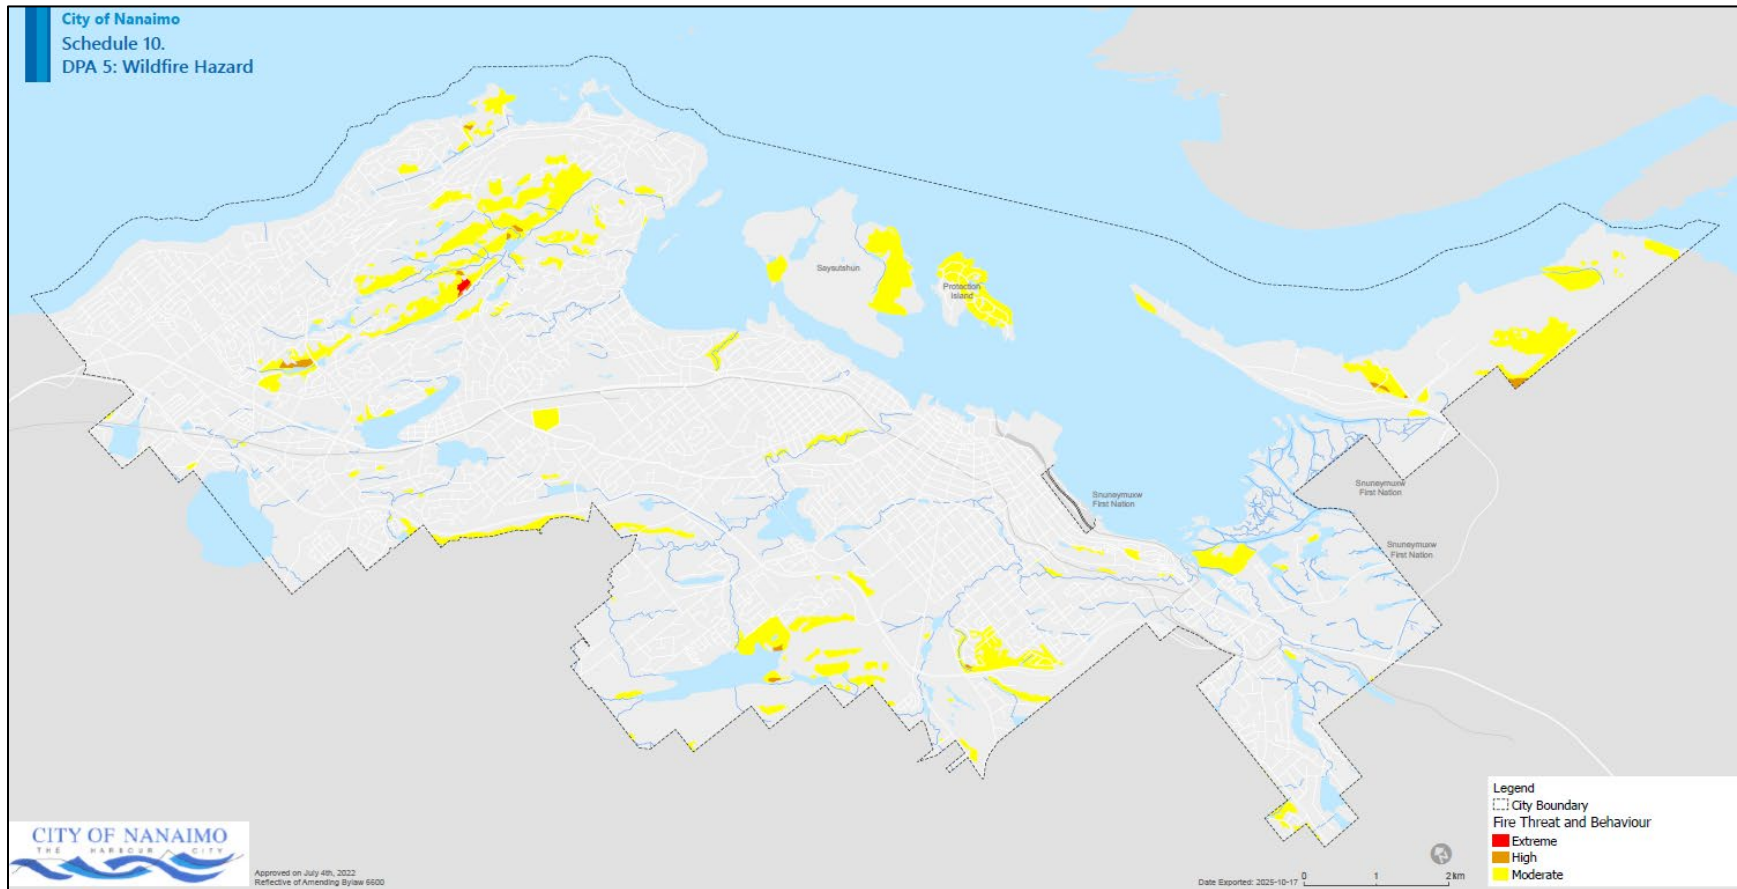 City of Nanaimo
Schedule 10.
DPA 5: Wildfire Hazard
Saysutshun
Protection
Island
Snuneymuxw
First Nation
Snuneymuxw
First Nation
Snuneymuxw
First Nation
Legend
City Boundary
Fire Threat and Behaviour
Extreme
High
Moderate
CITY OF NANAIMO
THE HARBOUR CITY
Approved on July 4th, 2022
Reflective of Amending Bylaw 6600
Date Exported: 2025-10-17
0 1 2 km